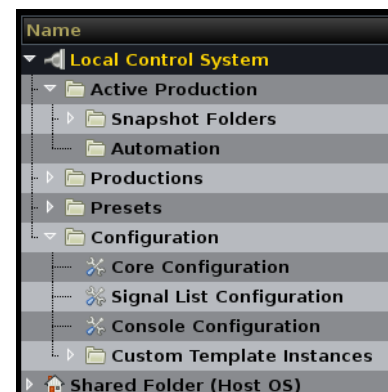 Name
Local Control System
Active Production
Snapshot Folders
Automation
Productions
Presets
Configuration
Core Configuration
Signal List Configuration
Console Configuration
Custom Template Instances
Shared Folder (Host OS)